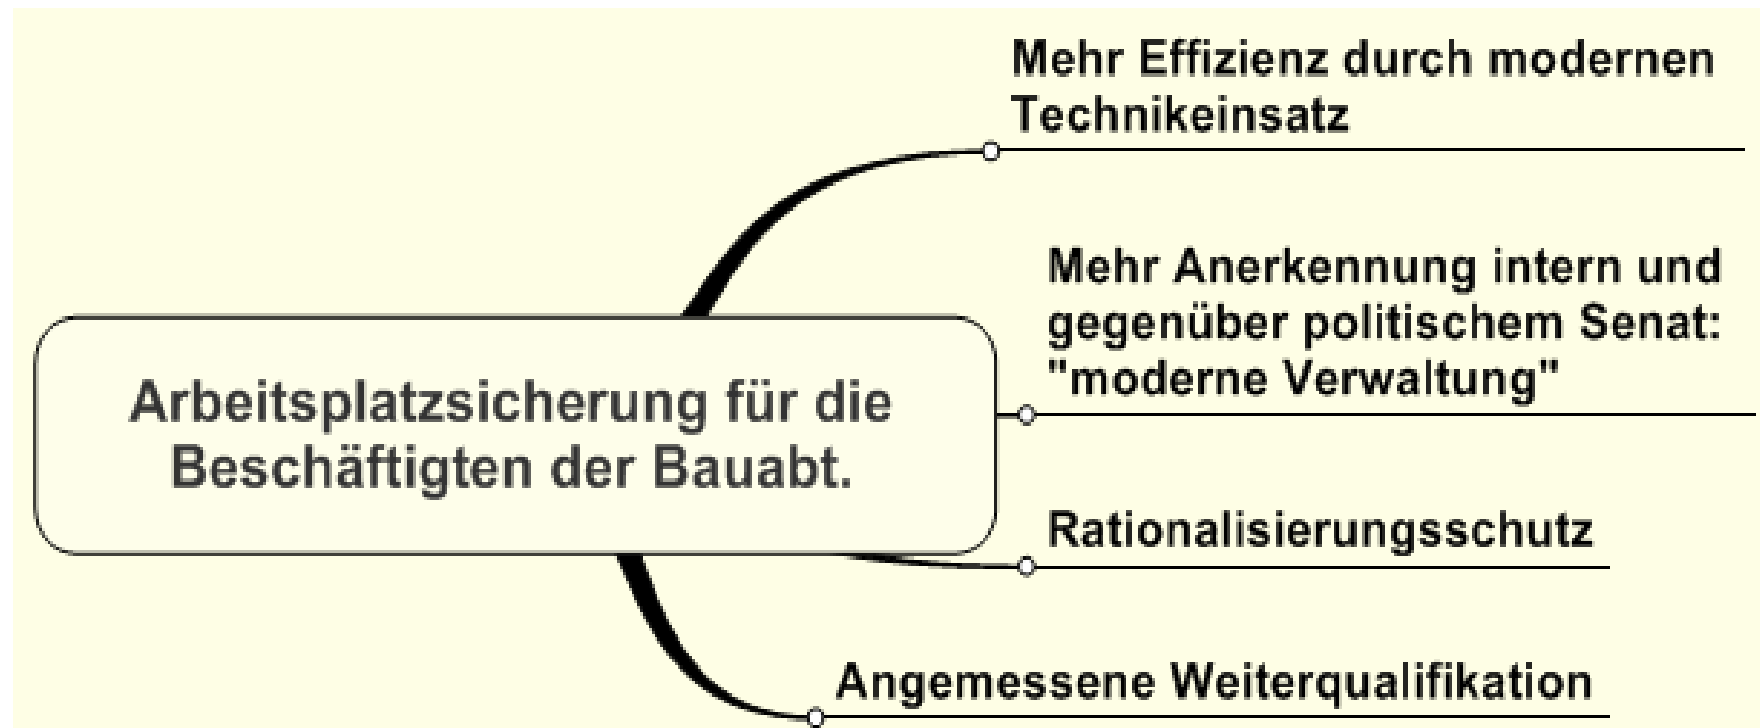 Mehr Effizienz durch modernen
Technikeinsatz
Mehr Anerkennung intern und
gegenüber politischem Senat:
"moderne Verwaltung"
Arbeitsplatzsicherung für die
Beschäftigten der Bauabt.
Rationalisierungsschutz
Angemessene Weiterqualifikation